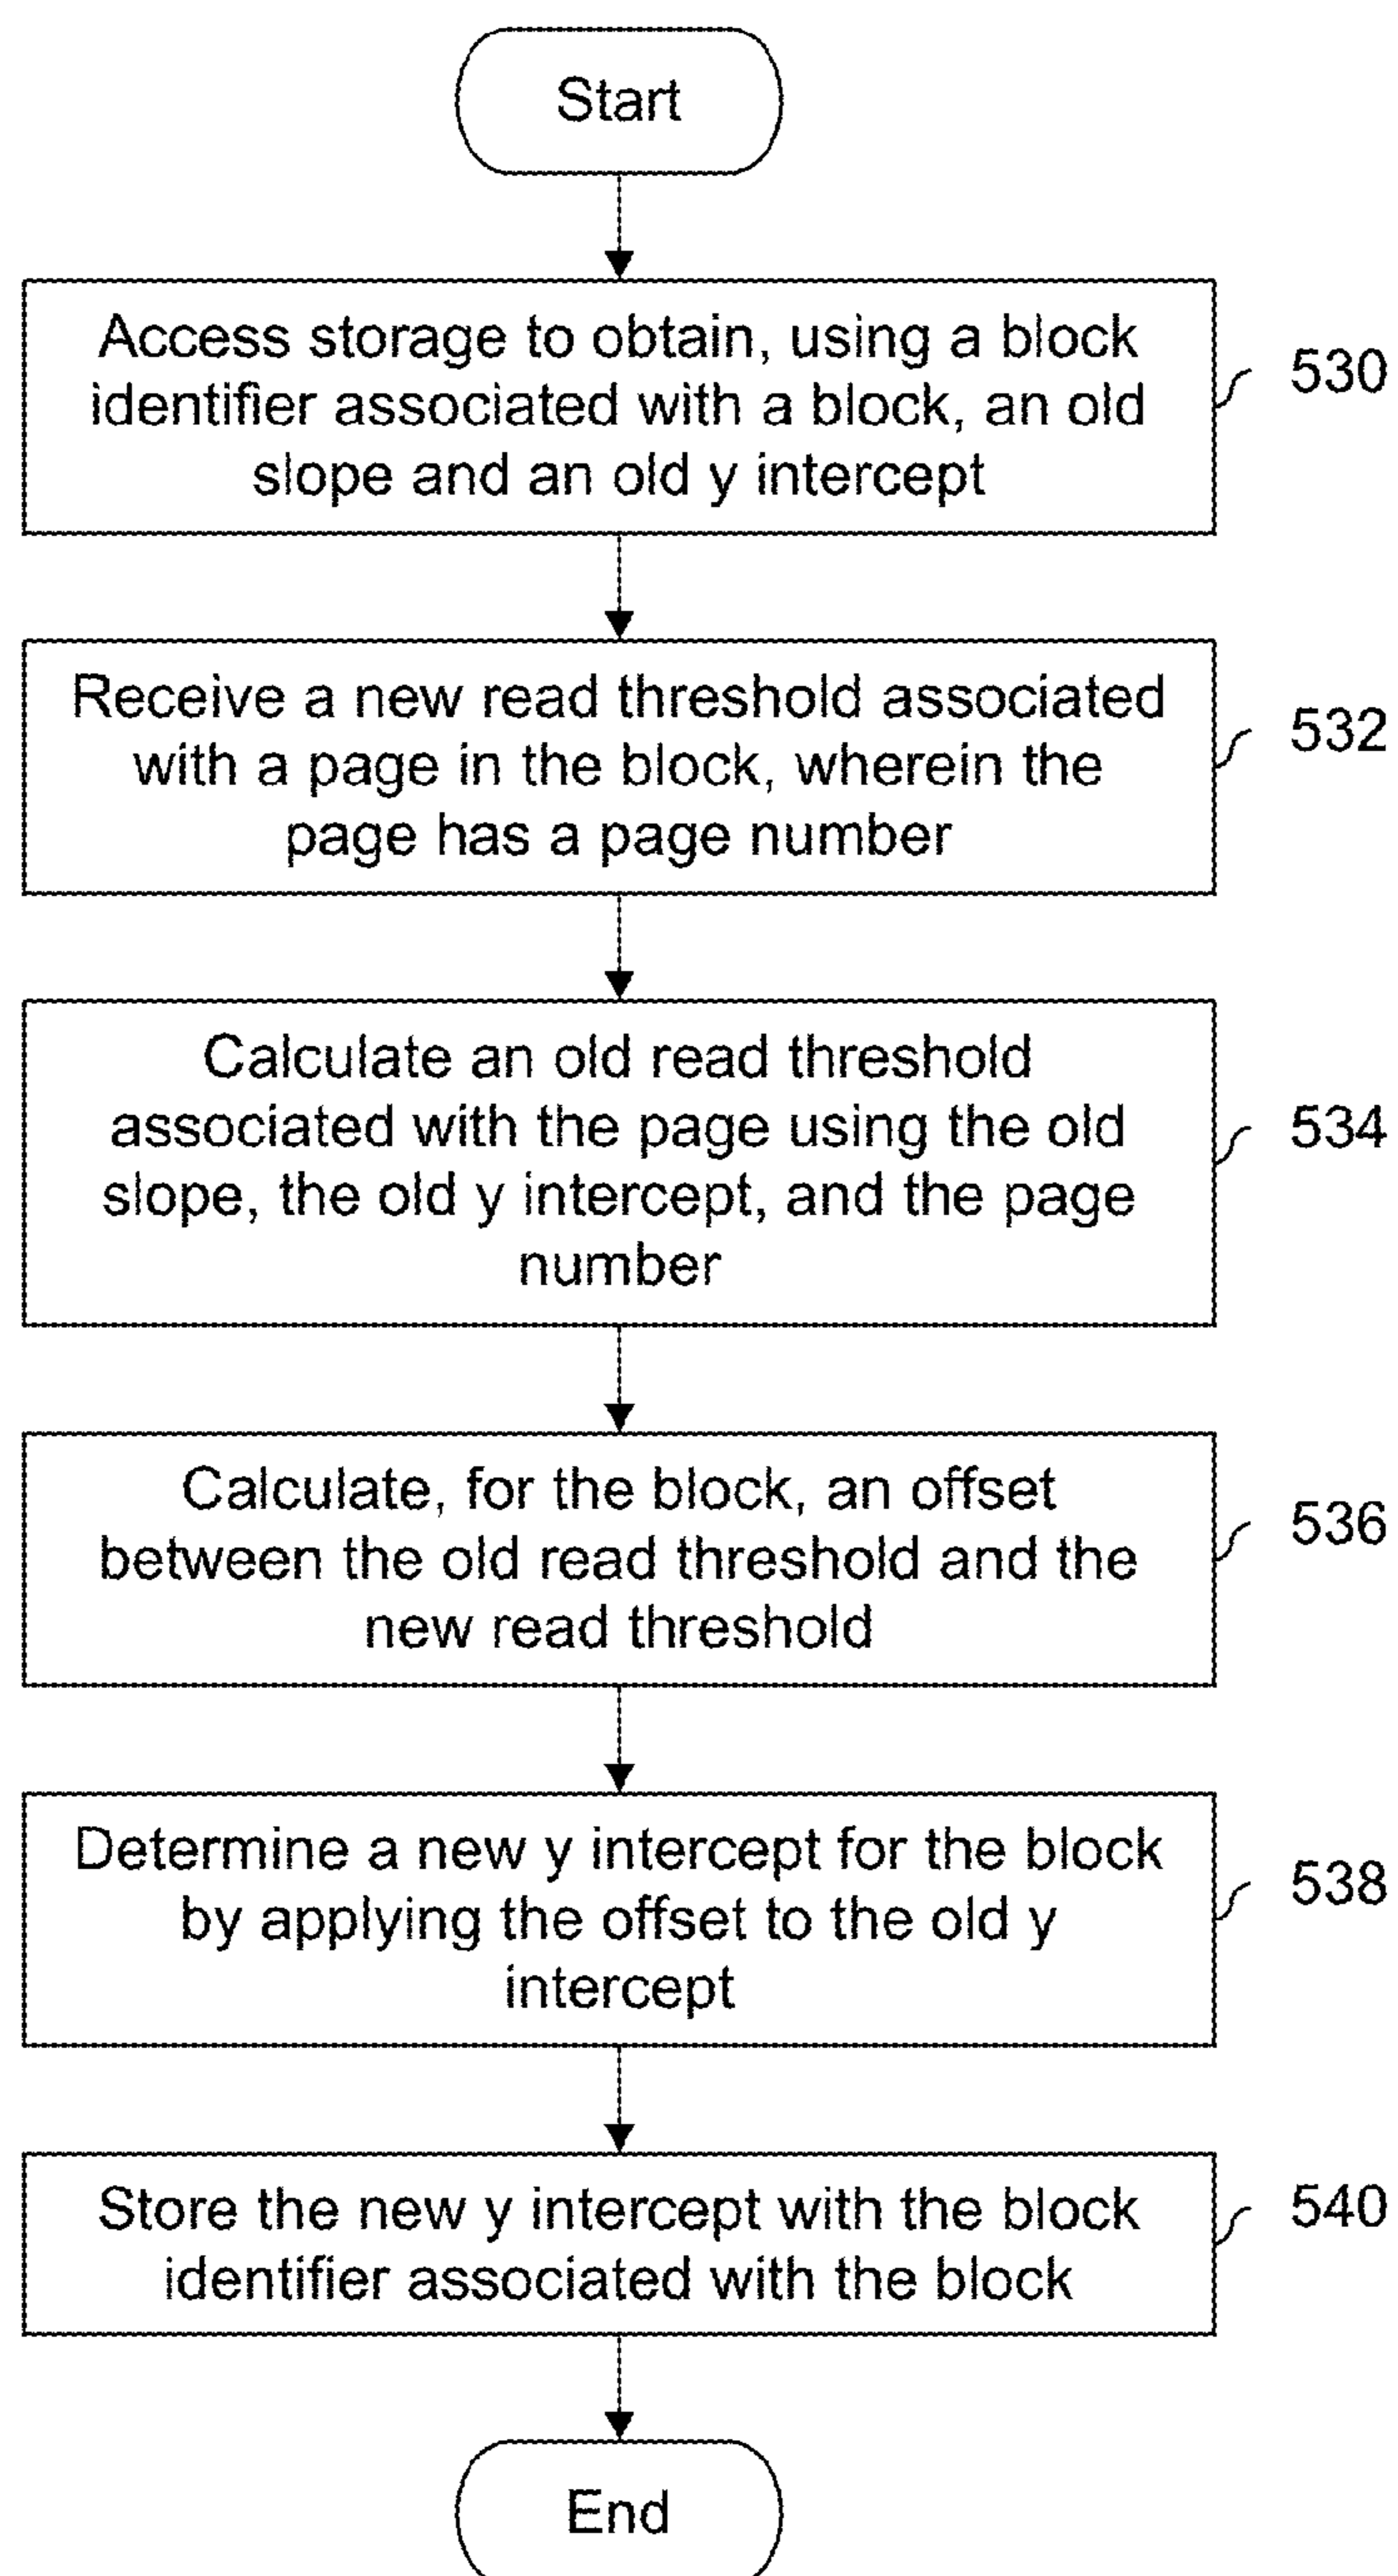 Start
Access storage to obtain, using a block
identifier associated with a block, an old
slope and an old y intercept
530
Receive a new read threshold associated
with a page in the block, wherein the
page has a page number
532
Calculate an old read threshold
associated with the page using the old
slope, the old y intercept, and the page
number
534
Calculate, for the block, an offset
between the old read threshold and the
new read threshold
536
Determine a new y intercept for the block
by applying the offset to the old y
intercept
538
Store the new y intercept with the block
identifier associated with the block
540
End